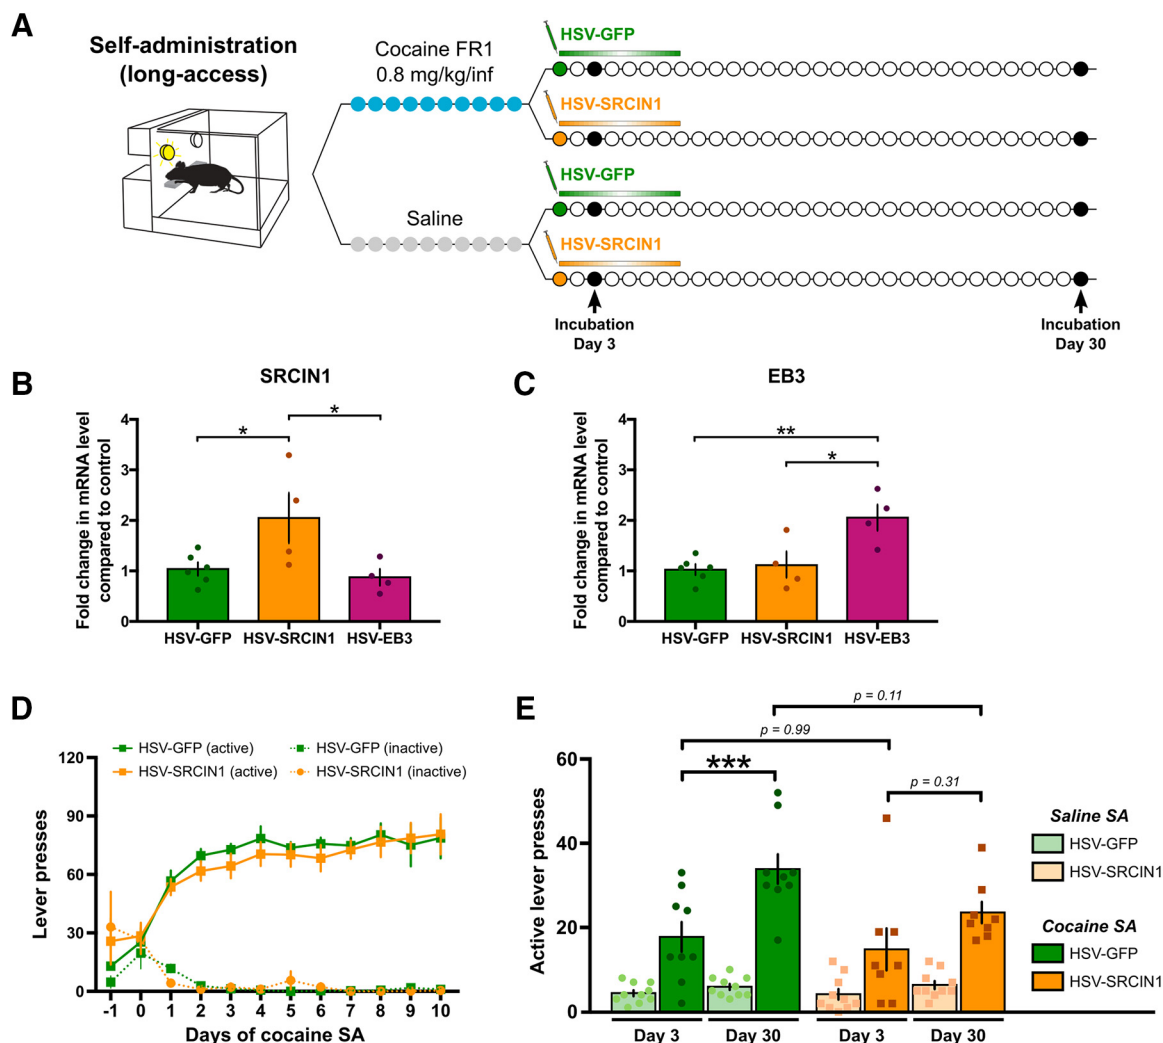 A
Self-administration
(long-access)
Cocaine FR1
0.8 mg/kg/inf
Saline
HSV-GFP
HSV-SRCIN1
HSV-GFP
HSV-SRCIN1
Incubation
Day 3
Incubation
Day 30
B
SRCIN1
Fold change in mRNA level
compared to control
4
3
2
1
0
*
*
HSV-GFP HSV-SRCIN1 HSV-EB3
C
EB3
Fold change in mRNA level
compared to control
4
3
2
1
0
**
*
HSV-GFP HSV-SRCIN1 HSV-EB3
D
HSV-GFP (active) HSV-GFP (inactive)
HSV-SRCIN1 (active) HSV-SRCIN1 (inactive)
Lever presses
120
90
60
30
0
-1 0 1 2 3 4 5 6 7 8 9 10
Days of cocaine SA
E
p = 0.11
p = 0.99
***
p = 0.31
Active lever presses
60
40
20
0
Day 3 Day 30 Day 3 Day 30
Saline SA
HSV-GFP
HSV-SRCIN1
Cocaine SA
HSV-GFP
HSV-SRCIN1